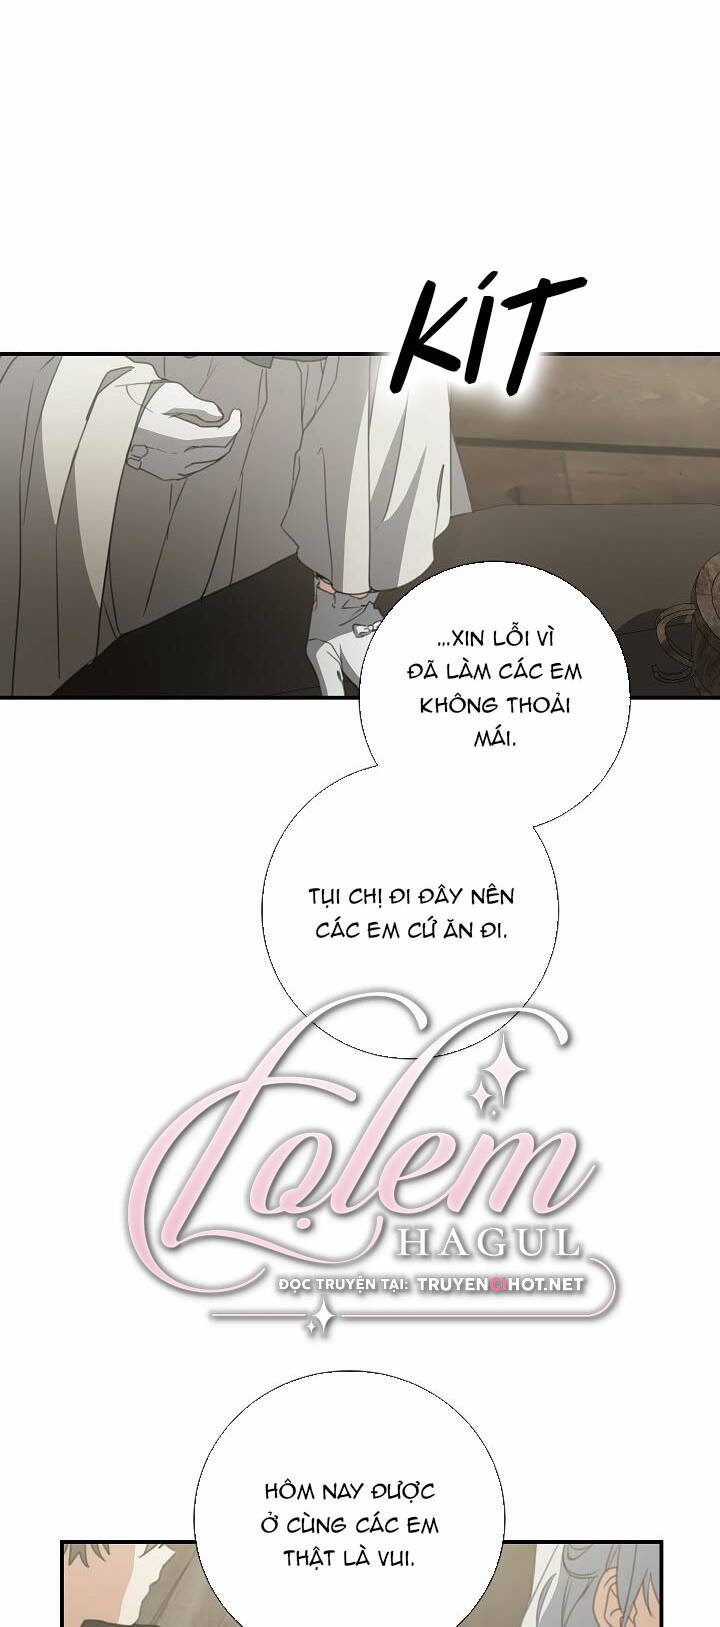 KÍT
...XIN LỖI VÌ
ĐÃ LÀM CÁC EM
KHÔNG THOẢI
MÁI.
TỤI CHỊ ĐI ĐÂY NÊN
CÁC EM CỨ ĂN ĐI.
Lọlem
HAGUL
ĐỌC TRUYỆN TẠI: TRUYENGIHOT.NET
HÔM NAY ĐƯỢC
Ở CÙNG CÁC EM
THẬT LÀ VUI.